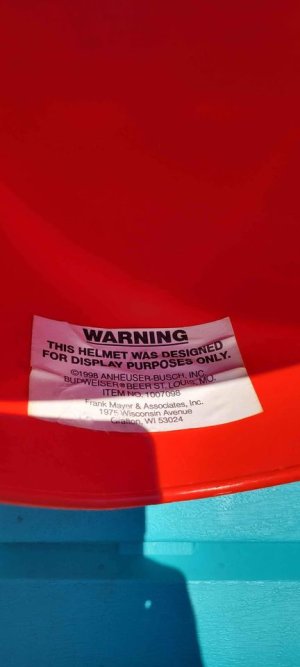 WARNING
THIS HELMET WAS DESIGNED
FOR DISPLAY PURPOSES ONLY.
©1998 ANHEUSER-BUSCH, INC.
BUDWEISER® BEER ST. LOUIS, MO.
ITEM NO. 1007098
Frank Mayer & Associates, Inc.
1975 Wisconsin Avenue
Grafton, WI 53024